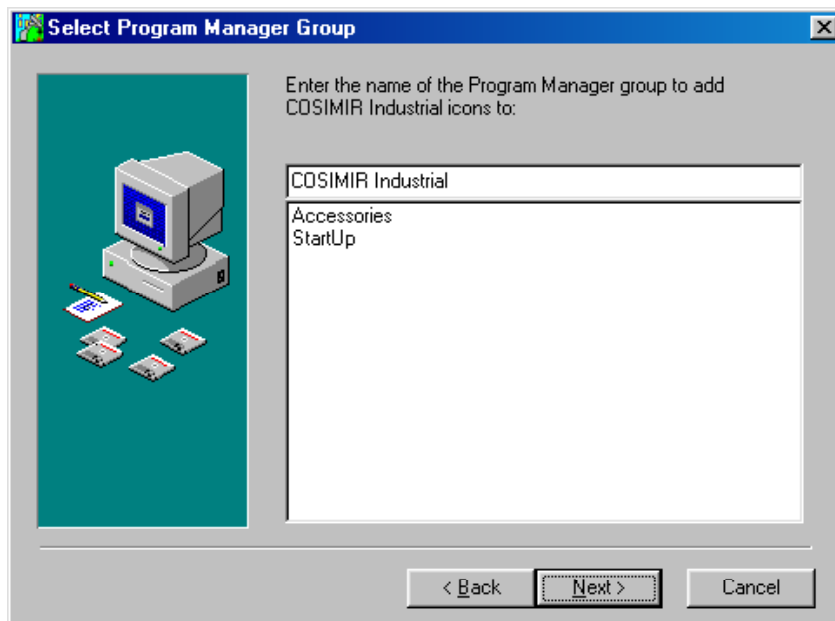 Select Program Manager Group
Enter the name of the Program Manager group to add
COSIMIR Industrial icons to:
COSIMIR Industrial
Accessories
StartUp
< Back
Next >
Cancel